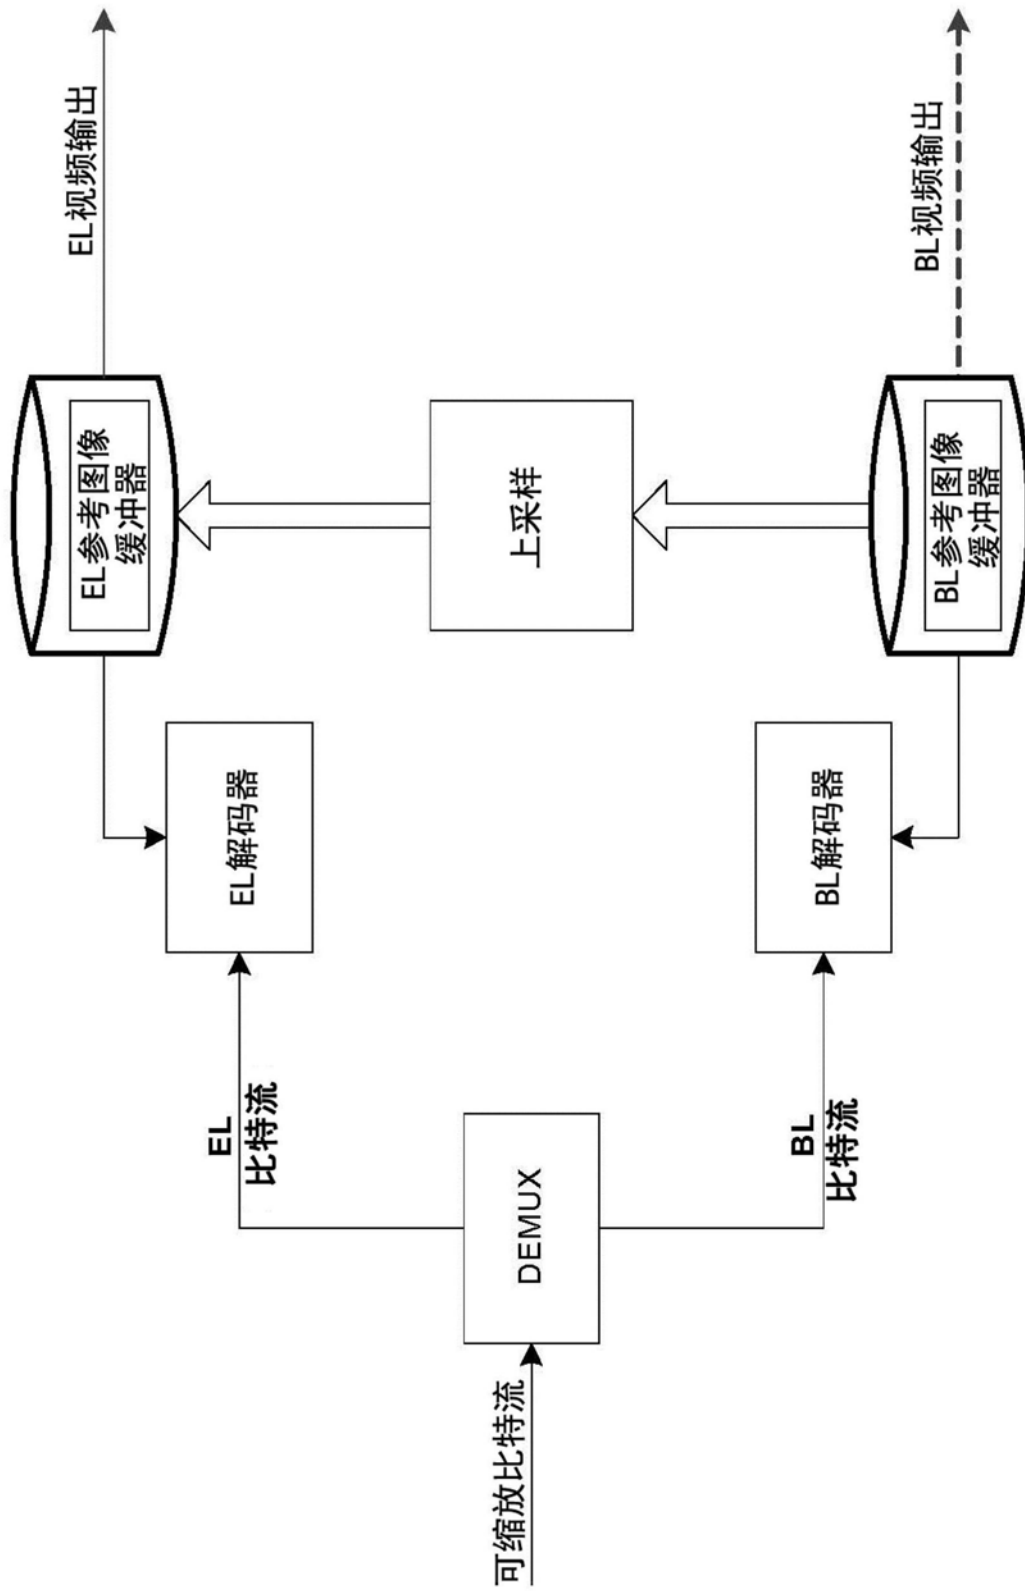 可缩放比特流
DEMUX
EL
比特流
BL
比特流
EL解码器
BL解码器
EL参考图像
缓冲器
上采样
BL参考图像
缓冲器
EL视频输出
BL视频输出